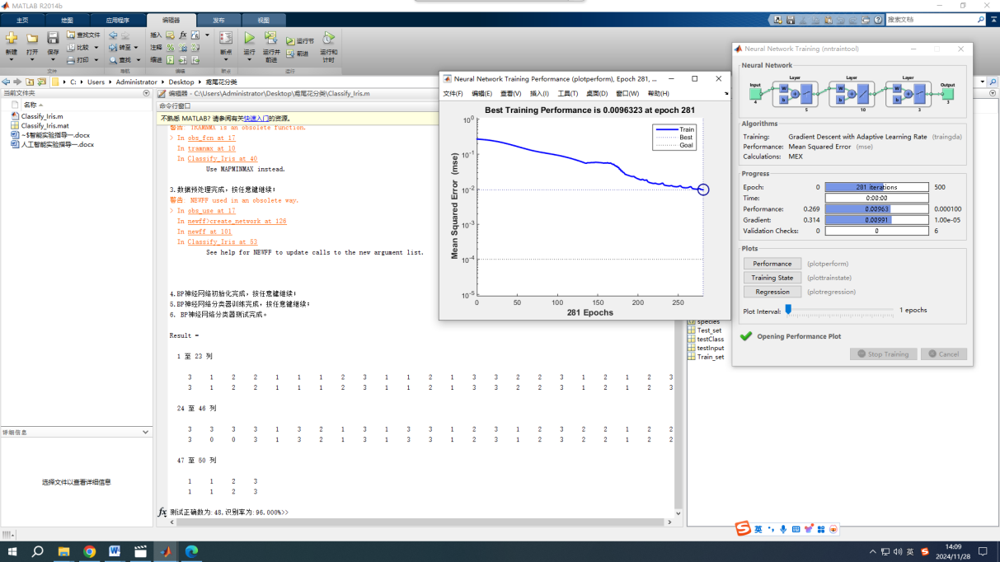 MATLAB R2014b
主页 绘图 应用程序 编辑器 发布 视图
搜索文档
新建 打开 保存 查找文件 比较 打印 转至 查找 插入 注释 缩进 断点 运行 运行并前进 运行节 前进 运行和计时
文件 导航 编辑 断点 运行
C: Users Administrator Desktop 鸢尾花分类
当前文件夹
名称
Classify_Iris.m
Classify_Iris.mat
~$智能实验指导一.docx
人工智能实验指导一.docx
详细信息
选择文件以查看详细信息
编辑器 - C:\Users\Administrator\Desktop\鸢尾花分类\Classify_Iris.m
命令行窗口
不熟悉 MATLAB? 请参阅有关快速入门的资源。
警告: TRAMNMX is an obsolete function.
> In obs_fcn at 17
In tramnmx at 10
In Classify_Iris at 40
Use MAPMINMAX instead.
3.数据预处理完成，按任意键继续：
警告: NEWFF used in an obsolete way.
> In obs_use at 17
In newff>create_network at 126
In newff at 101
In Classify_Iris at 53
See help for NEWFF to update calls to the new argument list.
4.BP神经网络初始化完成，按任意键继续：
5.BP神经网络分类器训练完成，按任意键继续：
6. BP神经网络分类器测试完成。
Result =
1 至 23 列
3 1 2 2 1 1 1 2 3 1 1 2 1 3 3 2 2 3 1 2 1 2 3
3 1 2 2 1 1 1 2 3 1 1 2 1 3 3 2 2 3 1 2 1 2 3
24 至 46 列
3 3 3 3 1 3 2 1 3 1 3 3 1 2 3 1 2 3 2 2 1 2 2
3 0 0 3 1 3 2 1 3 1 3 3 1 2 3 1 2 3 2 2 1 2 2
47 至 50 列
1 1 2 3
1 1 2 3
fx 测试正确数为:48,识别率为:96.000%>>
Neural Network Training Performance (plotperform), Epoch 281, ...
文件(F) 编辑(E) 查看(V) 插入(I) 工具(T) 桌面(D) 窗口(W) 帮助(H)
Best Training Performance is 0.0096323 at epoch 281
Train
Best
Goal
Mean Squared Error (mse)
10^0
10^-1
10^-2
10^-3
10^-4
10^-5
0 50 100 150 200 250
281 Epochs
species
Test_set
testClass
testInput
Train_set
Neural Network Training (nntraintool)
Neural Network
Input Layer Layer Layer Output
W b W b W b
4 5 10 3 3
Algorithms
Training: Gradient Descent with Adaptive Learning Rate (traingda)
Performance: Mean Squared Error (mse)
Calculations: MEX
Progress
Epoch: 0 281 iterations 500
Time: 0:00:00
Performance: 0.269 0.00963 0.000100
Gradient: 0.314 0.00991 1.00e-05
Validation Checks: 0 0 6
Plots
Performance (plotperform)
Training State (plottrainstate)
Regression (plotregression)
Plot Interval: 1 epochs
Opening Performance Plot
Stop Training Cancel
英
英
14:09
2024/11/28